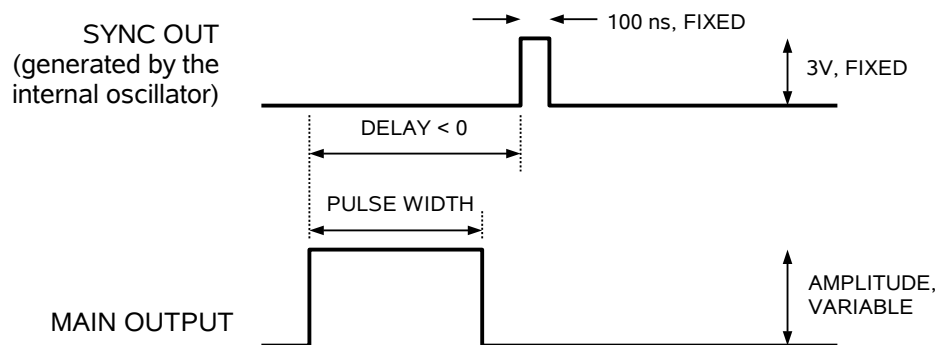 SYNC OUT
(generated by the
internal oscillator)
100 ns, FIXED
3V, FIXED
DELAY < 0
PULSE WIDTH
AMPLITUDE,
VARIABLE
MAIN OUTPUT